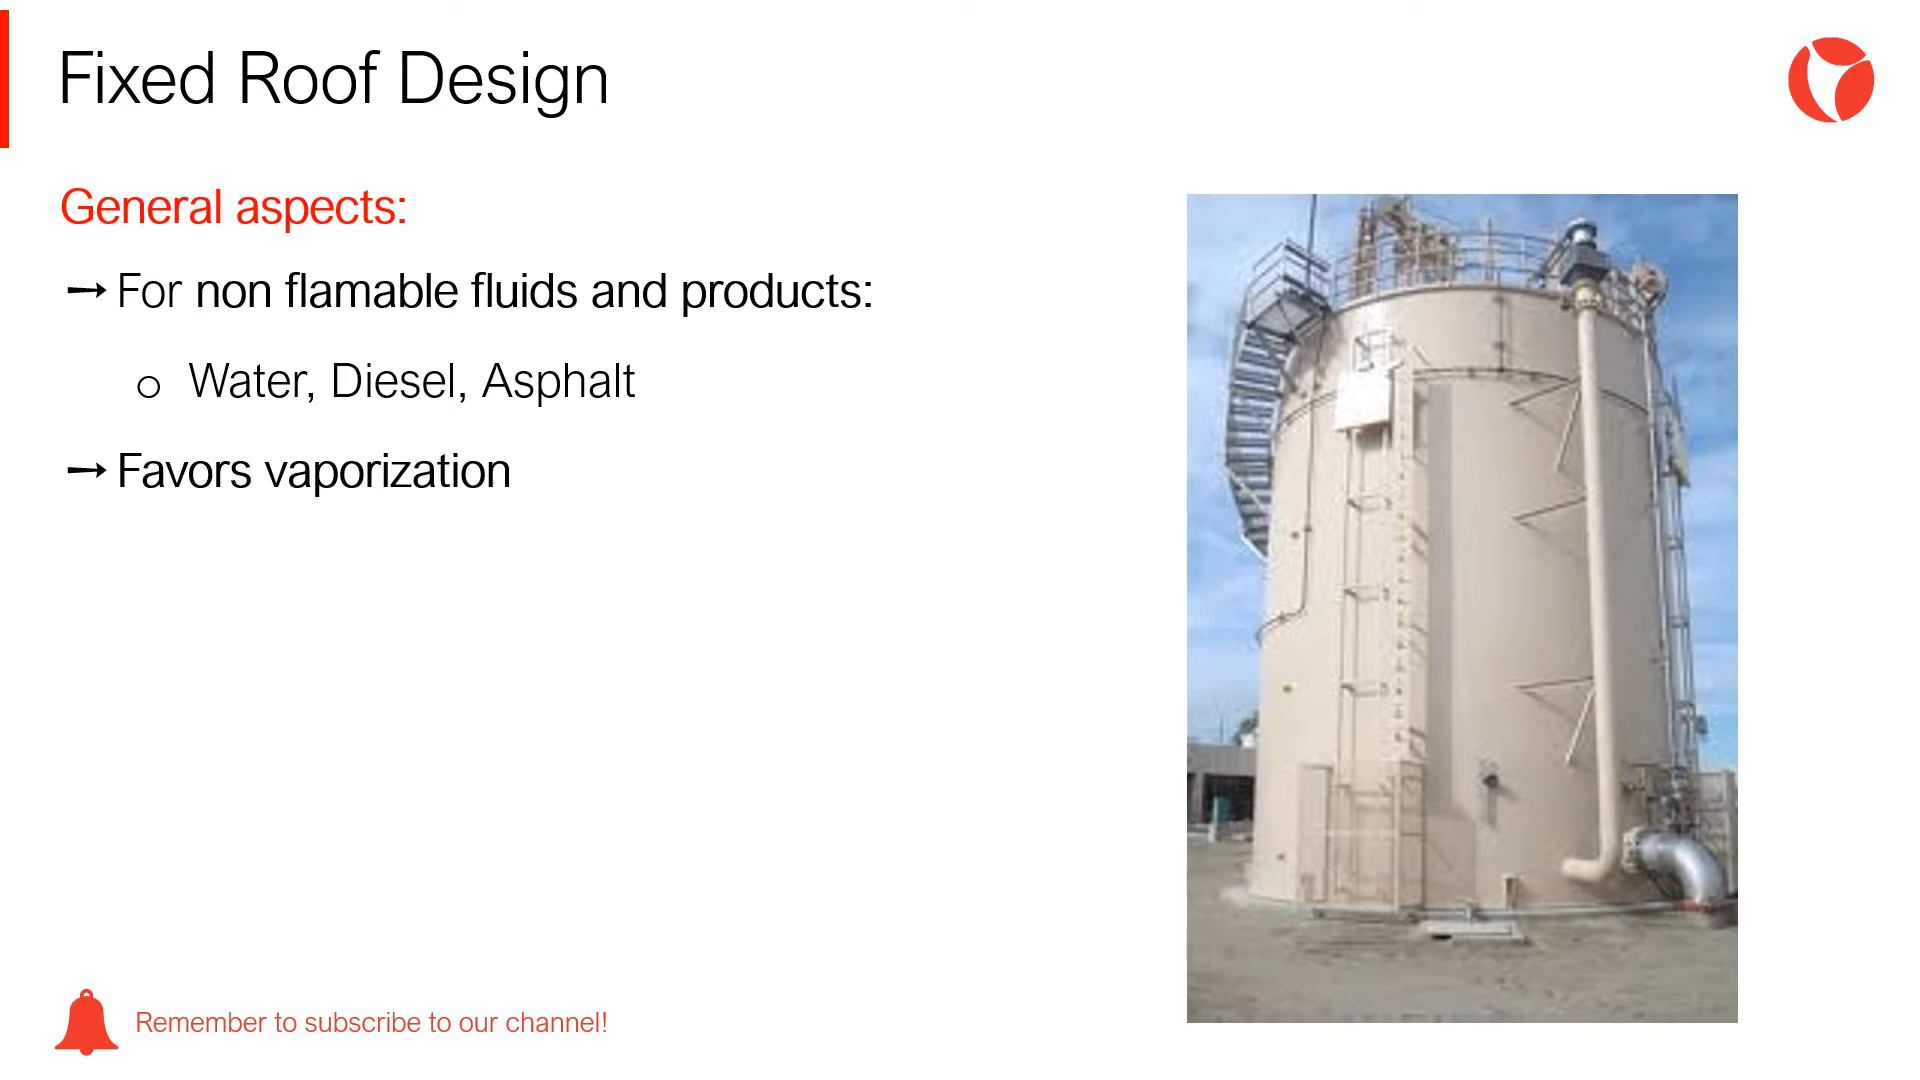 Fixed Roof Design
General aspects:
→ For non flamable fluids and products:
o Water, Diesel, Asphalt
→ Favors vaporization
Remember to subscribe to our channel!